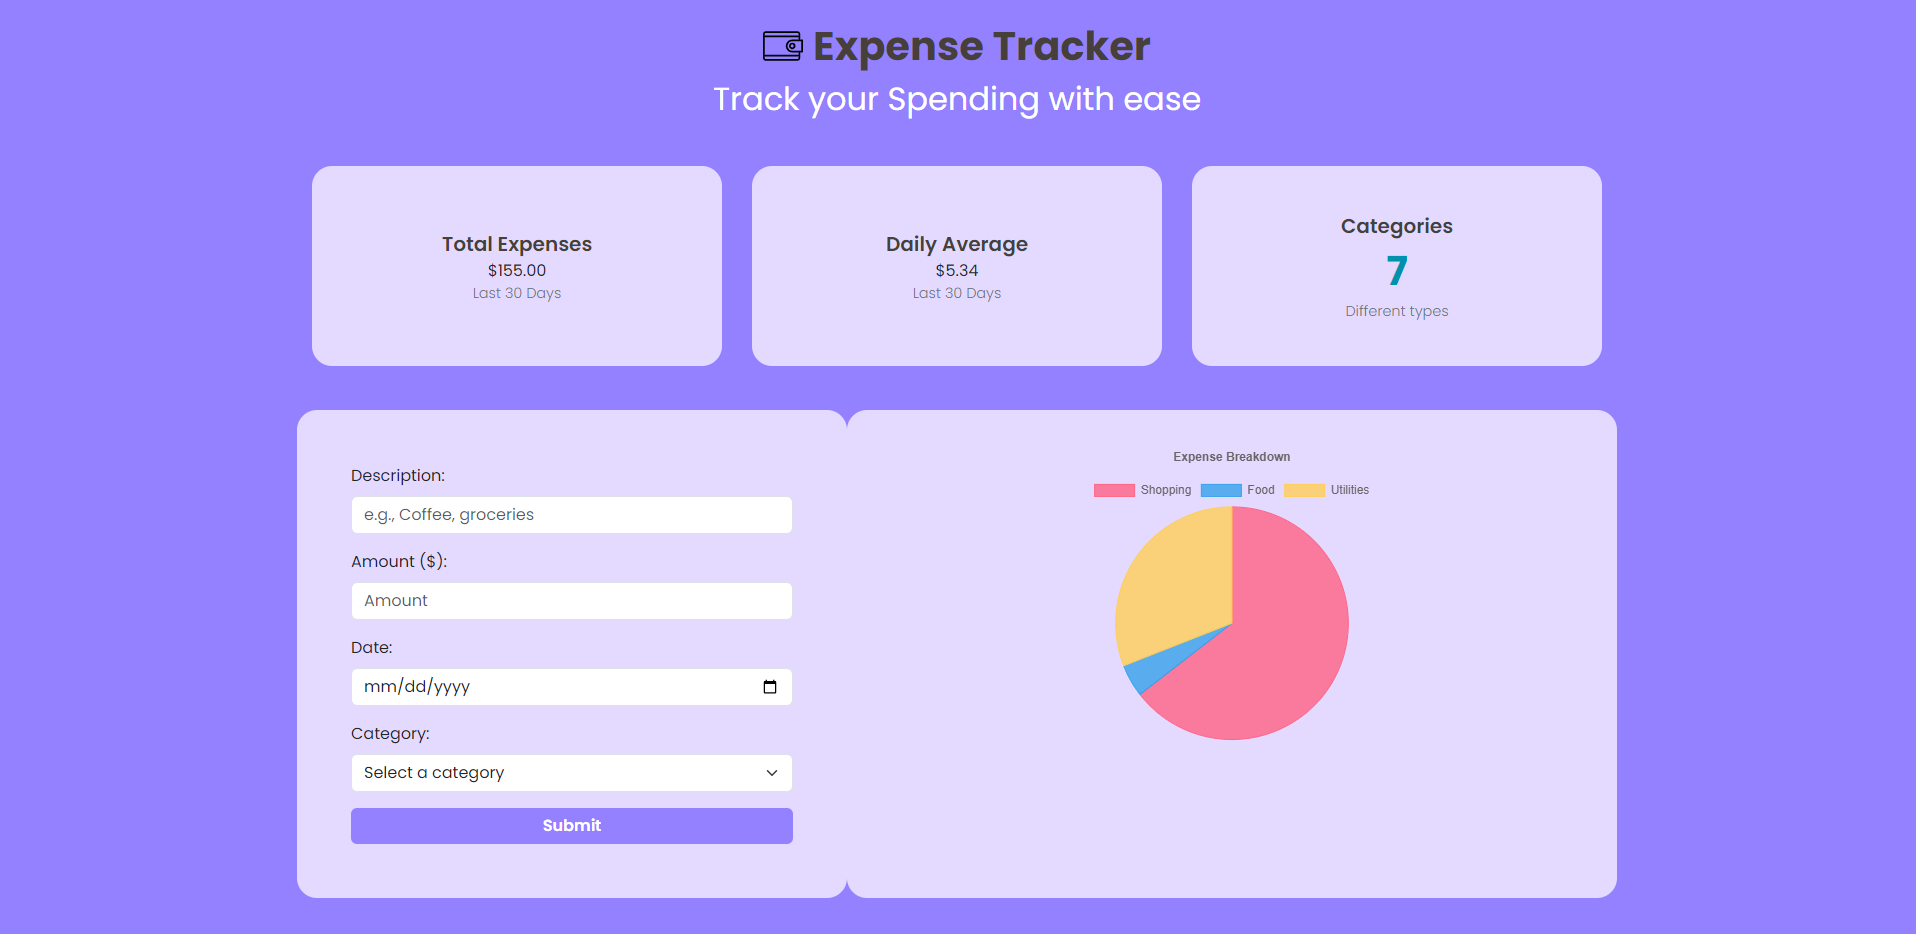 Expense Tracker
Track your Spending with ease
Total Expenses
$155.00
Last 30 Days
Daily Average
$5.34
Last 30 Days
Categories
7
Different types
Description:
e.g., Coffee, groceries
Amount ($):
Amount
Date:
mm/dd/yyyy
Category:
Select a category
Submit
Expense Breakdown
Shopping Food Utilities